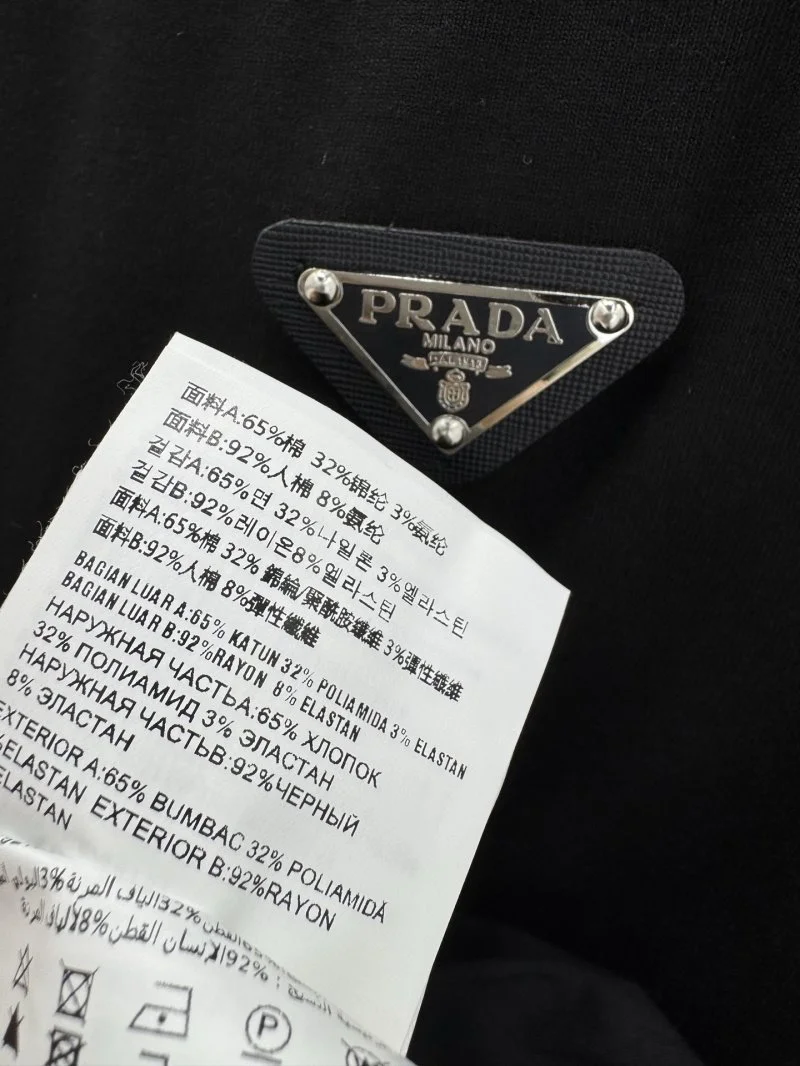 PRADA
MILANO
面料A:65%棉 32%锦纶 3%氨纶
面料B:92%人棉 8%氨纶
겉감A:65%면 32%나일론 3%엘라스틴
겉감B:92%레이온8%엘라스틴
面料A:65%棉 32% 錦綸/聚酰胺纖維 3%彈性纖維
面料B:92%人棉 8%彈性纖維
BAGIAN LUAR A:65% KATUN 32% POLIAMIDA 3% ELASTAN
BAGIAN LUAR B:92%RAYON 8% ELASTAN
НАРУЖНАЯ ЧАСТЬA:65% ХЛОПОК
32% ПОЛИАМИД 3% ЭЛАСТАН
НАРУЖНАЯ ЧАСТЬB:92%ЧЕРНЫЙ
8% ЭЛАСТАН
EXTERIOR A:65% BUMBAC 32% POLIAMIDĂ
%ELASTAN EXTERIOR B:92%RAYON
ELASTAN
P